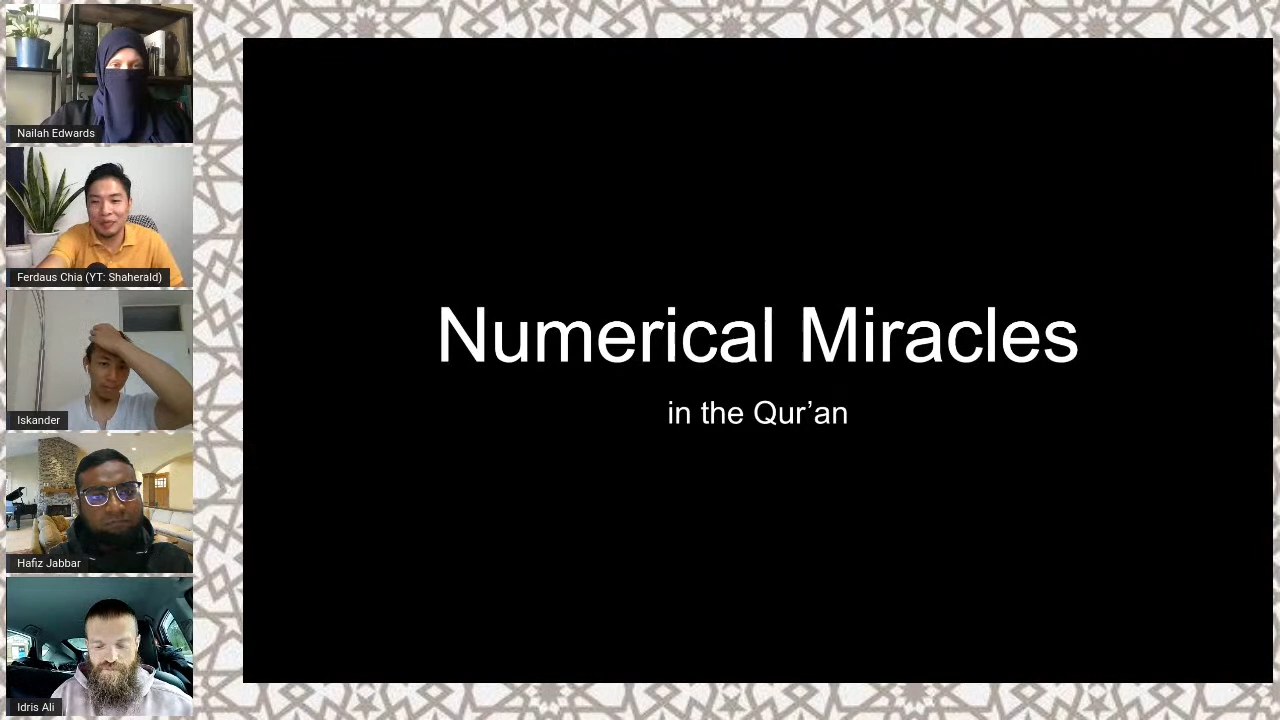 Nailah Edwards
Ferdaus Chia (YT: Shaherald)
Iskander
Hafiz Jabbar
Idris Ali
Numerical Miracles
in the Qur’an